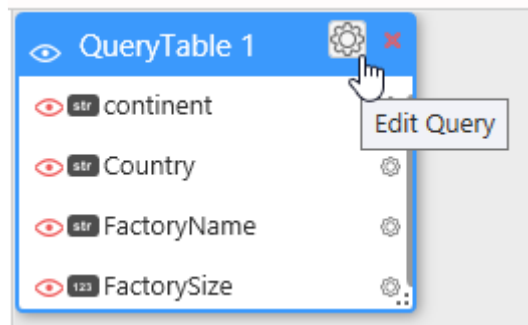 QueryTable 1
str continent
Edit Query
str Country
str FactoryName
123 FactorySize